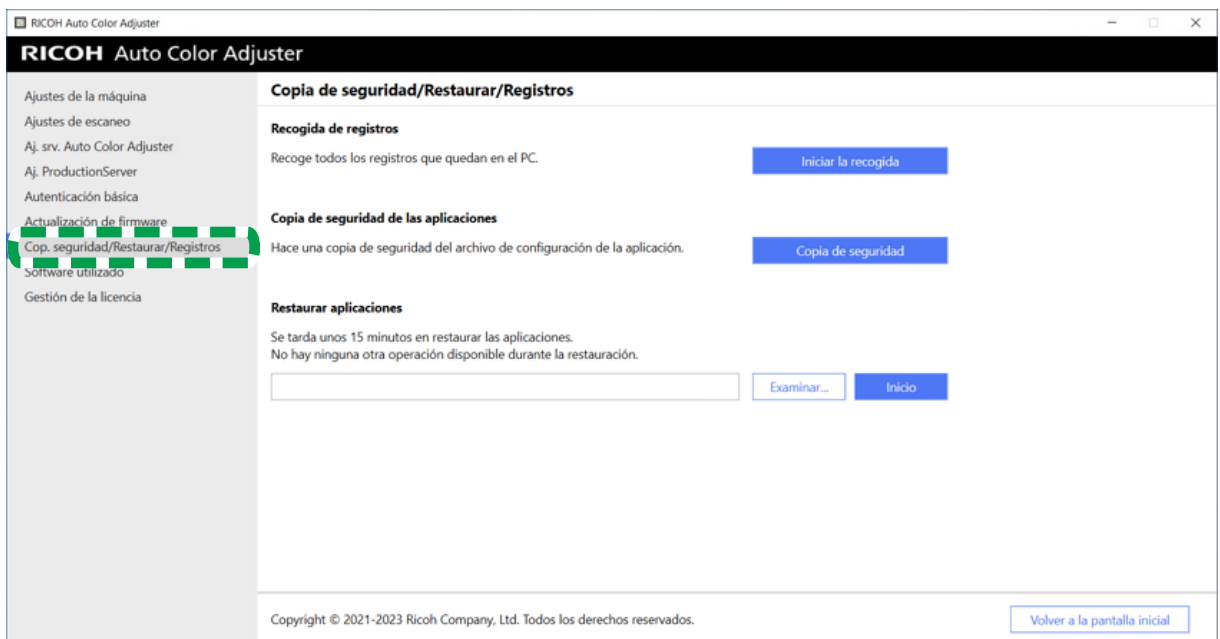 RICOH Auto Color Adjuster
RICOH Auto Color Adjuster
Ajustes de la máquina
Ajustes de escaneo
Aj. srv. Auto Color Adjuster
Aj. ProductionServer
Autenticación básica
Actualización de firmware
Cop. seguridad/Restaurar/Registros
Software utilizado
Gestión de la licencia
Copia de seguridad/Restaurar/Registros
Recogida de registros
Recoge todos los registros que quedan en el PC.
Iniciar la recogida
Copia de seguridad de las aplicaciones
Hace una copia de seguridad del archivo de configuración de la aplicación.
Copia de seguridad
Restaurar aplicaciones
Se tarda unos 15 minutos en restaurar las aplicaciones.
No hay ninguna otra operación disponible durante la restauración.
Examinar...
Inicio
Copyright © 2021-2023 Ricoh Company, Ltd. Todos los derechos reservados.
Volver a la pantalla inicial